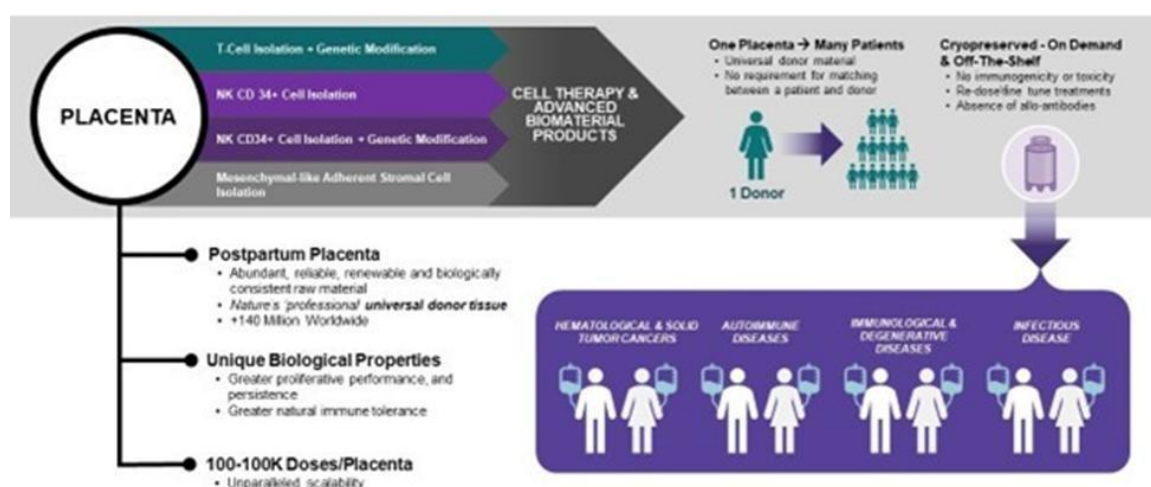 PLACENTA
T-Cell Isolation + Genetic Modification
NK CD 34+ Cell Isolation
NK CD34+ Cell Isolation + Genetic Modification
Mesenchymal-like Adherent Stromal Cell
Isolation
CELL THERAPY &
ADVANCED
BIOMATERIAL
PRODUCTS
One Placenta → Many Patients
• Universal donor material
• No requirement for matching
between a patient and donor
1 Donor
Cryopreserved - On Demand
& Off-The-Shelf
• No immunogenicity or toxicity
• Re-dose/fine tune treatments
• Absence of allo-antibodies
Postpartum Placenta
• Abundant, reliable, renewable and biologically
consistent raw material
• Nature's 'professional' universal donor tissue
• +140 Million Worldwide
Unique Biological Properties
• Greater proliferative performance, and
persistence
• Greater natural immune tolerance
100-100K Doses/Placenta
• Unparalleled scalability
HEMATOLOGICAL & SOLID
TUMOR CANCERS
AUTOIMMUNE
DISEASES
IMMUNOLOGICAL &
DEGENERATIVE
DISEASES
INFECTIOUS
DISEASE